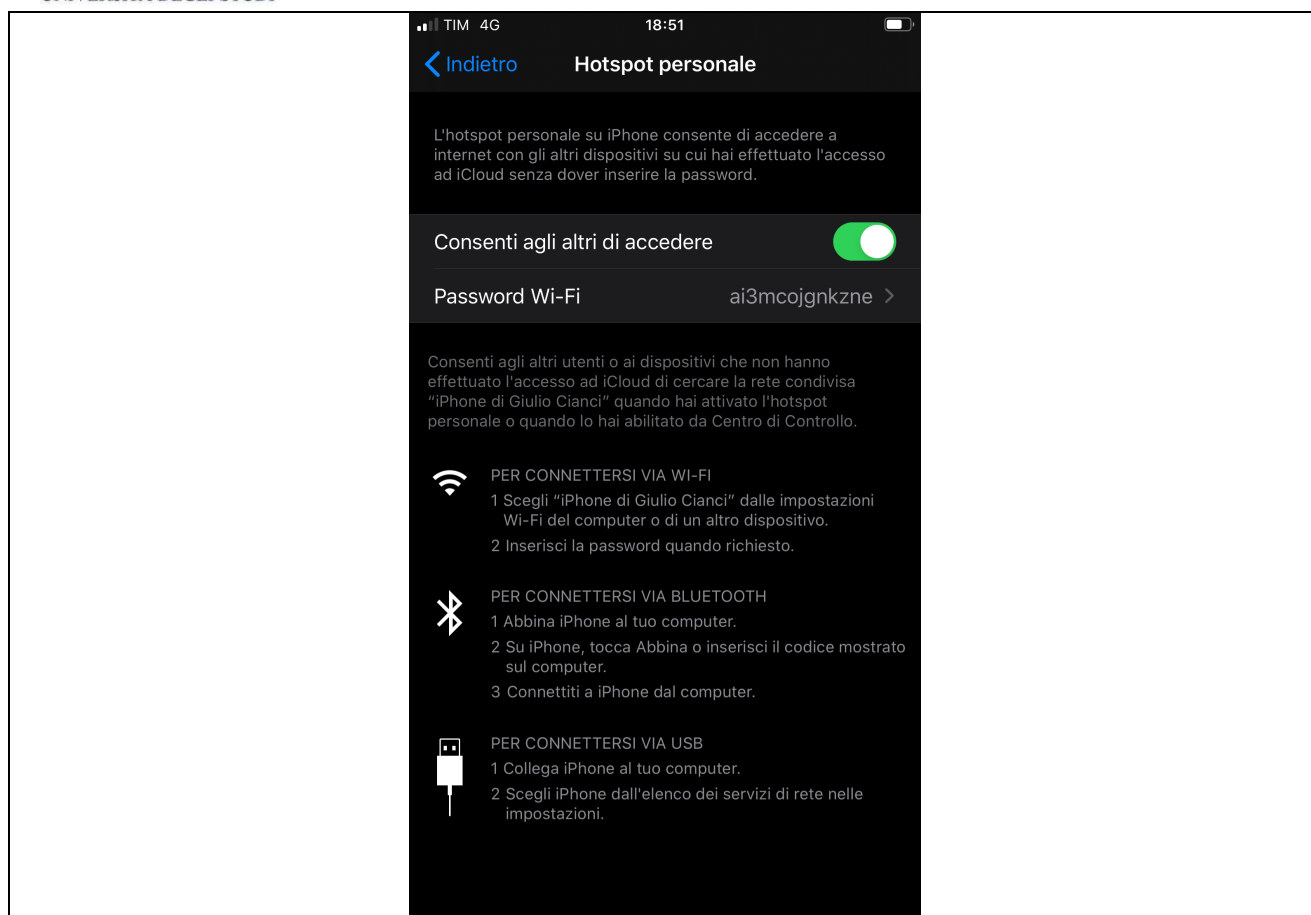 TIM 4G 18:51
Indietro Hotspot personale
L'hotspot personale su iPhone consente di accedere a
internet con gli altri dispositivi su cui hai effettuato l'accesso
ad iCloud senza dover inserire la password.
Consenti agli altri di accedere
Password Wi-Fi ai3mcojgnkzne
Consenti agli altri utenti o ai dispositivi che non hanno
effettuato l'accesso ad iCloud di cercare la rete condivisa
“iPhone di Giulio Cianci” quando hai attivato l'hotspot
personale o quando lo hai abilitato da Centro di Controllo.
PER CONNETTERSI VIA WI-FI
1 Scegli “iPhone di Giulio Cianci” dalle impostazioni
Wi-Fi del computer o di un altro dispositivo.
2 Inserisci la password quando richiesto.
PER CONNETTERSI VIA BLUETOOTH
1 Abbina iPhone al tuo computer.
2 Su iPhone, tocca Abbina o inserisci il codice mostrato
sul computer.
3 Connettiti a iPhone dal computer.
PER CONNETTERSI VIA USB
1 Collega iPhone al tuo computer.
2 Scegli iPhone dall'elenco dei servizi di rete nelle
impostazioni.